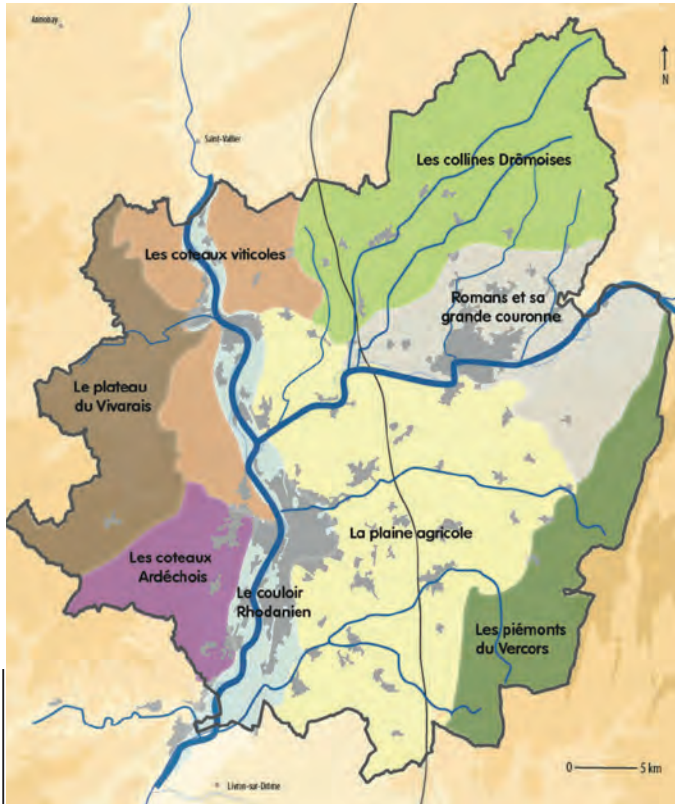 Annonay
N
Saint-Vallier
Les collines Drômoises
Les coteaux viticoles
Romans et sa
grande couronne
Le plateau
du Vivarais
La plaine agricole
Les coteaux
Ardéchois
Le couloir
Rhodanien
Les piémonts
du Vercors
0 5 km
Livron-sur-Drôme